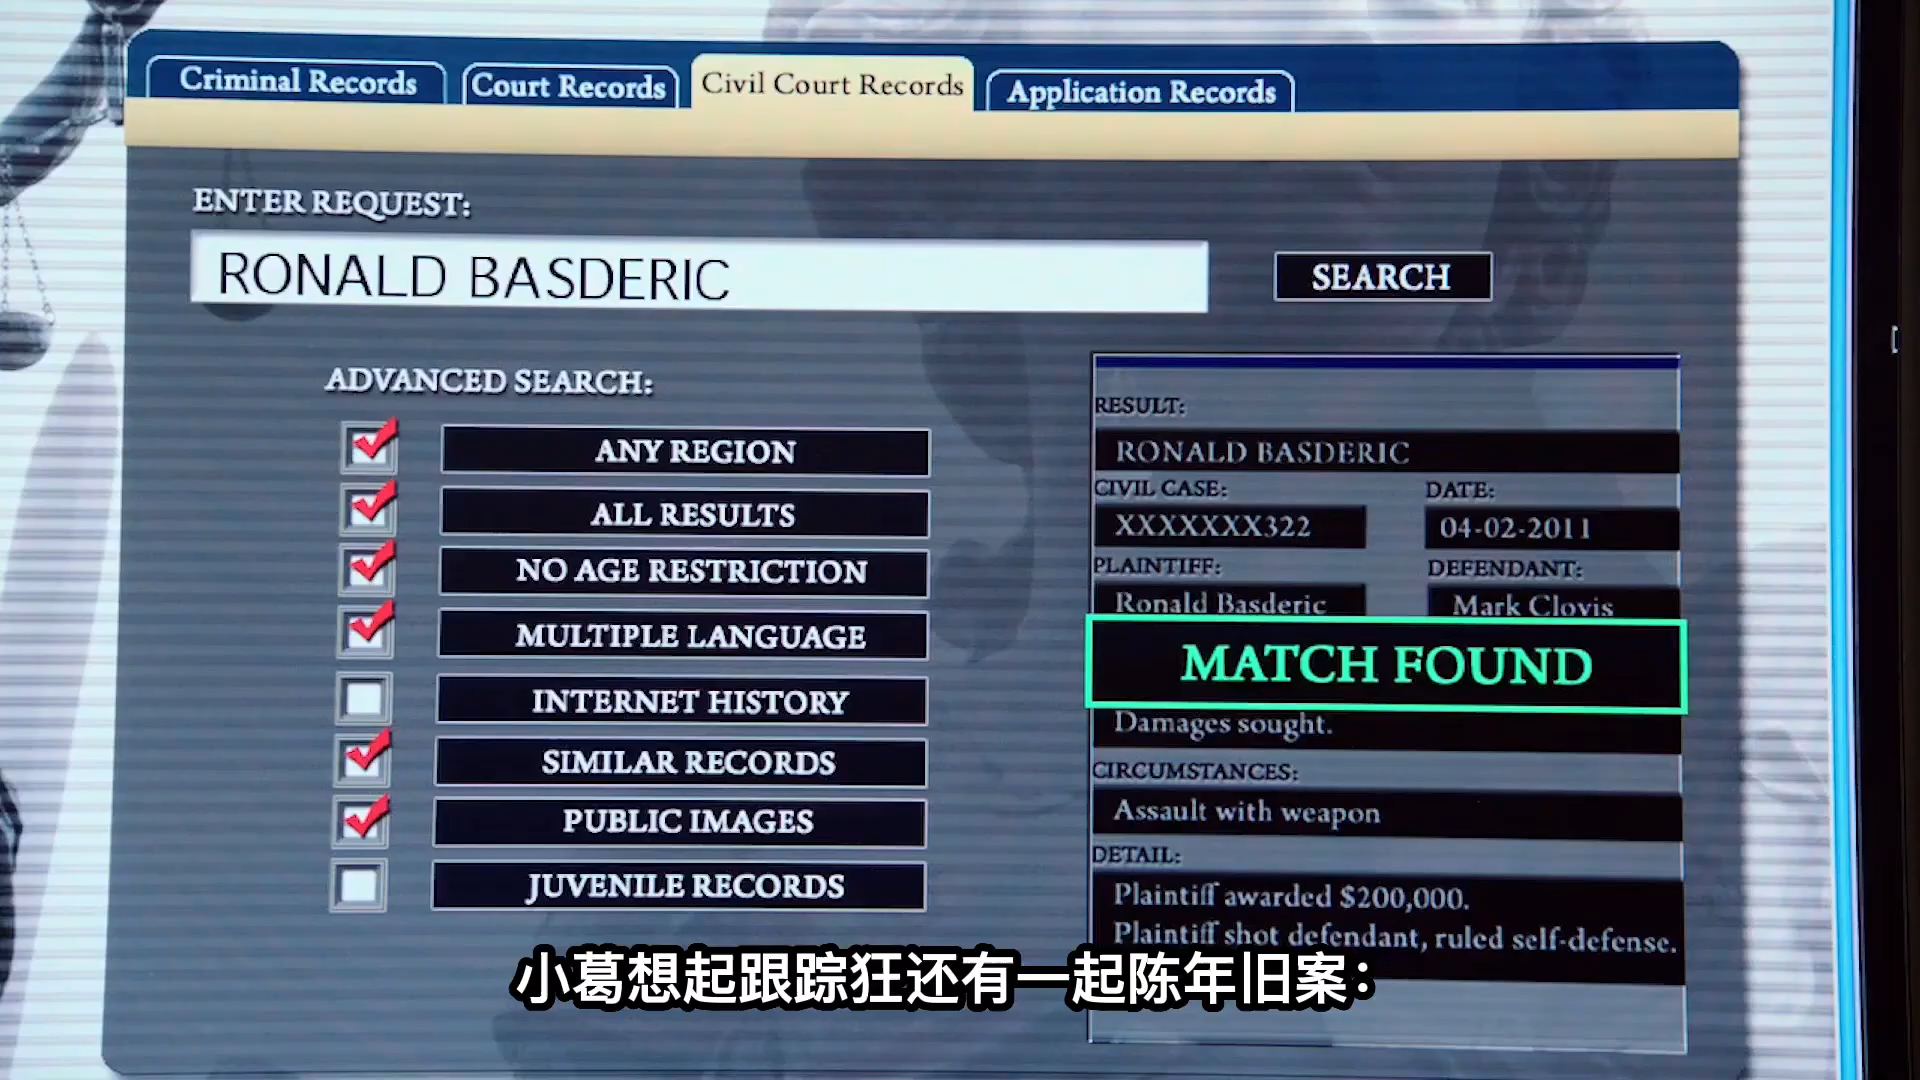 Criminal Records
Court Records
Civil Court Records
Application Records
ENTER REQUEST:
RONALD BASDERIC
SEARCH
ADVANCED SEARCH:
ANY REGION
ALL RESULTS
NO AGE RESTRICTION
MULTIPLE LANGUAGE
INTERNET HISTORY
SIMILAR RECORDS
PUBLIC IMAGES
JUVENILE RECORDS
RESULT:
RONALD BASDERIC
CIVIL CASE:
DATE:
XXXXXXX322
04-02-2011
PLAINTIFF:
DEFENDANT:
Ronald Basderic
Mark Clovis
MATCH FOUND
Damages sought.
CIRCUMSTANCES:
Assault with weapon
DETAIL:
Plaintiff awarded $200,000.
Plaintiff shot defendant, ruled self-defense.
小葛想起跟踪狂还有一起陈年旧案：